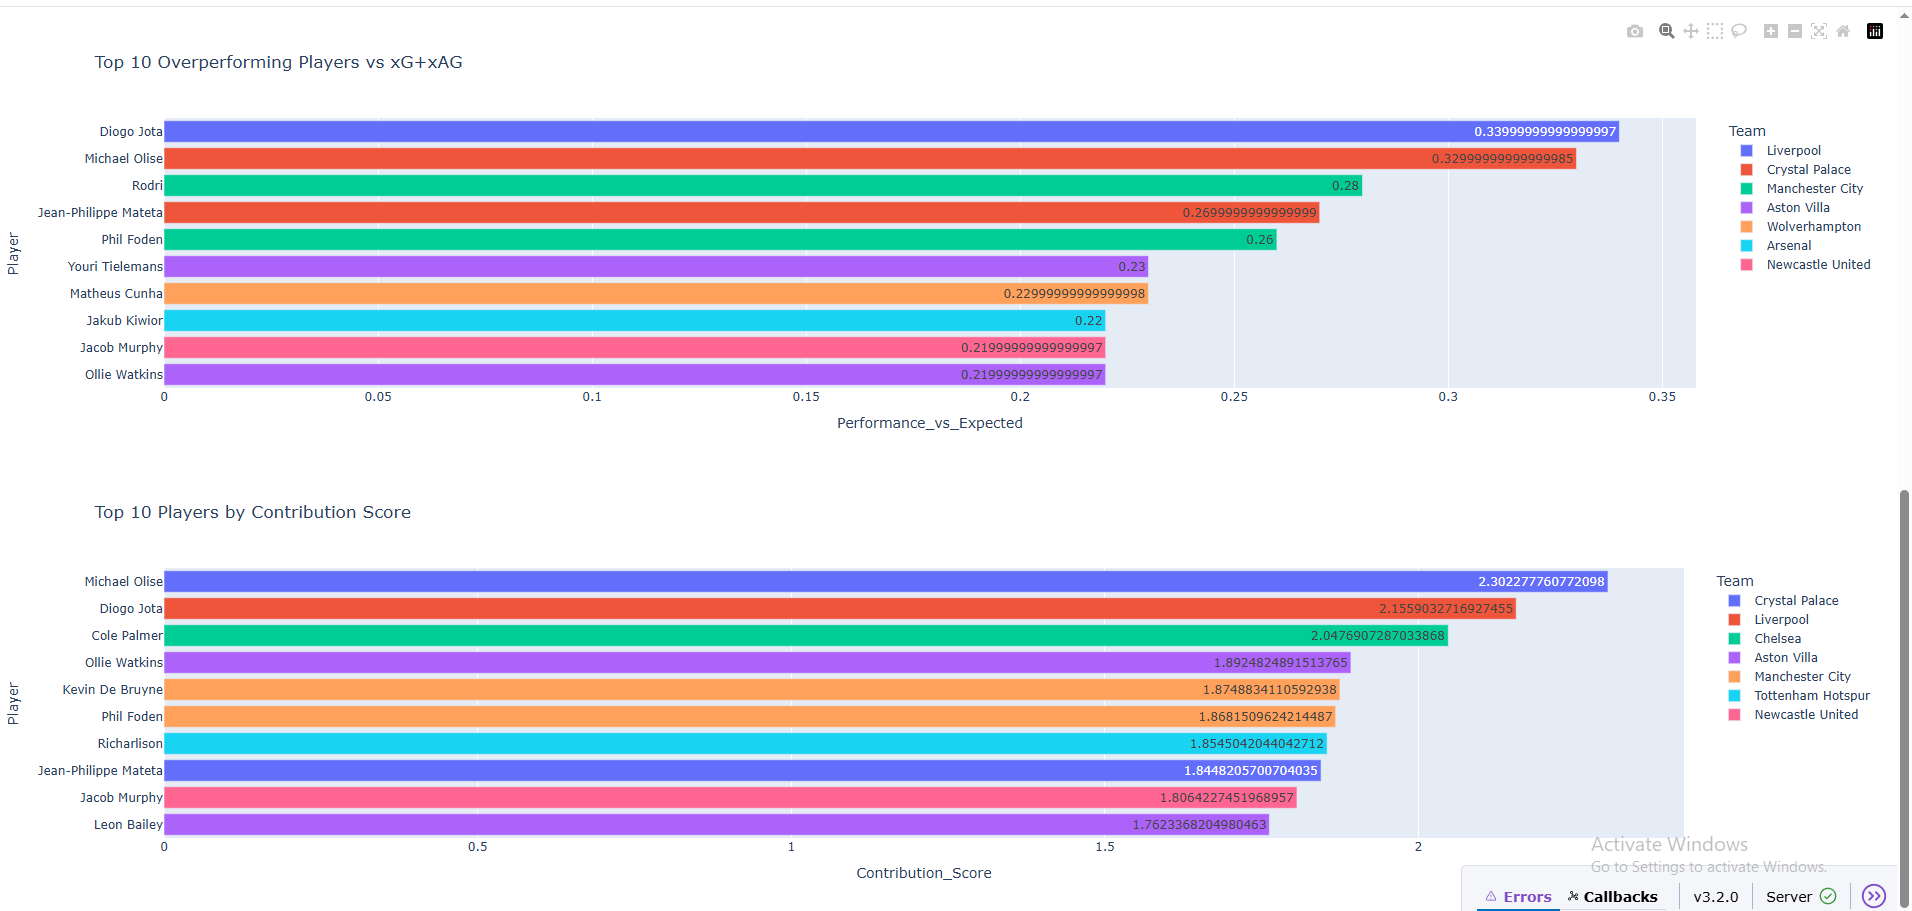 Top 10 Overperforming Players vs xG+xAG
Player
Diogo Jota 0.33999999999999997
Michael Olise 0.32999999999999985
Rodri 0.28
Jean-Philippe Mateta 0.2699999999999999
Phil Foden 0.26
Youri Tielemans 0.23
Matheus Cunha 0.22999999999999998
Jakub Kiwior 0.22
Jacob Murphy 0.21999999999999997
Ollie Watkins 0.21999999999999997
0 0.05 0.1 0.15 0.2 0.25 0.3 0.35
Performance_vs_Expected
Team
Liverpool
Crystal Palace
Manchester City
Aston Villa
Wolverhampton
Arsenal
Newcastle United
Top 10 Players by Contribution Score
Player
Michael Olise 2.302277760772098
Diogo Jota 2.1559032716927455
Cole Palmer 2.0476907287033868
Ollie Watkins 1.8924824891513765
Kevin De Bruyne 1.8748834110592938
Phil Foden 1.8681509624214487
Richarlison 1.8545042044042712
Jean-Philippe Mateta 1.8448205700704035
Jacob Murphy 1.8064227451968957
Leon Bailey 1.7623368204980463
0 0.5 1 1.5 2
Contribution_Score
Team
Crystal Palace
Liverpool
Chelsea
Aston Villa
Manchester City
Tottenham Hotspur
Newcastle United
Activate Windows
Go to Settings to activate Windows.
Errors Callbacks v3.2.0 Server